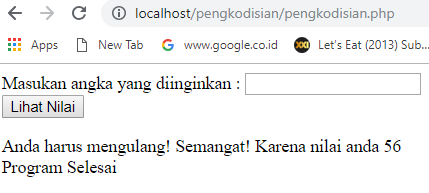 localhost/pengkodisian/pengkodisian.php
Apps New Tab www.google.co.id XXI Let's Eat (2013) Sub...
Masukan angka yang diinginkan :
Lihat Nilai
Anda harus mengulang! Semangat! Karena nilai anda 56
Program Selesai